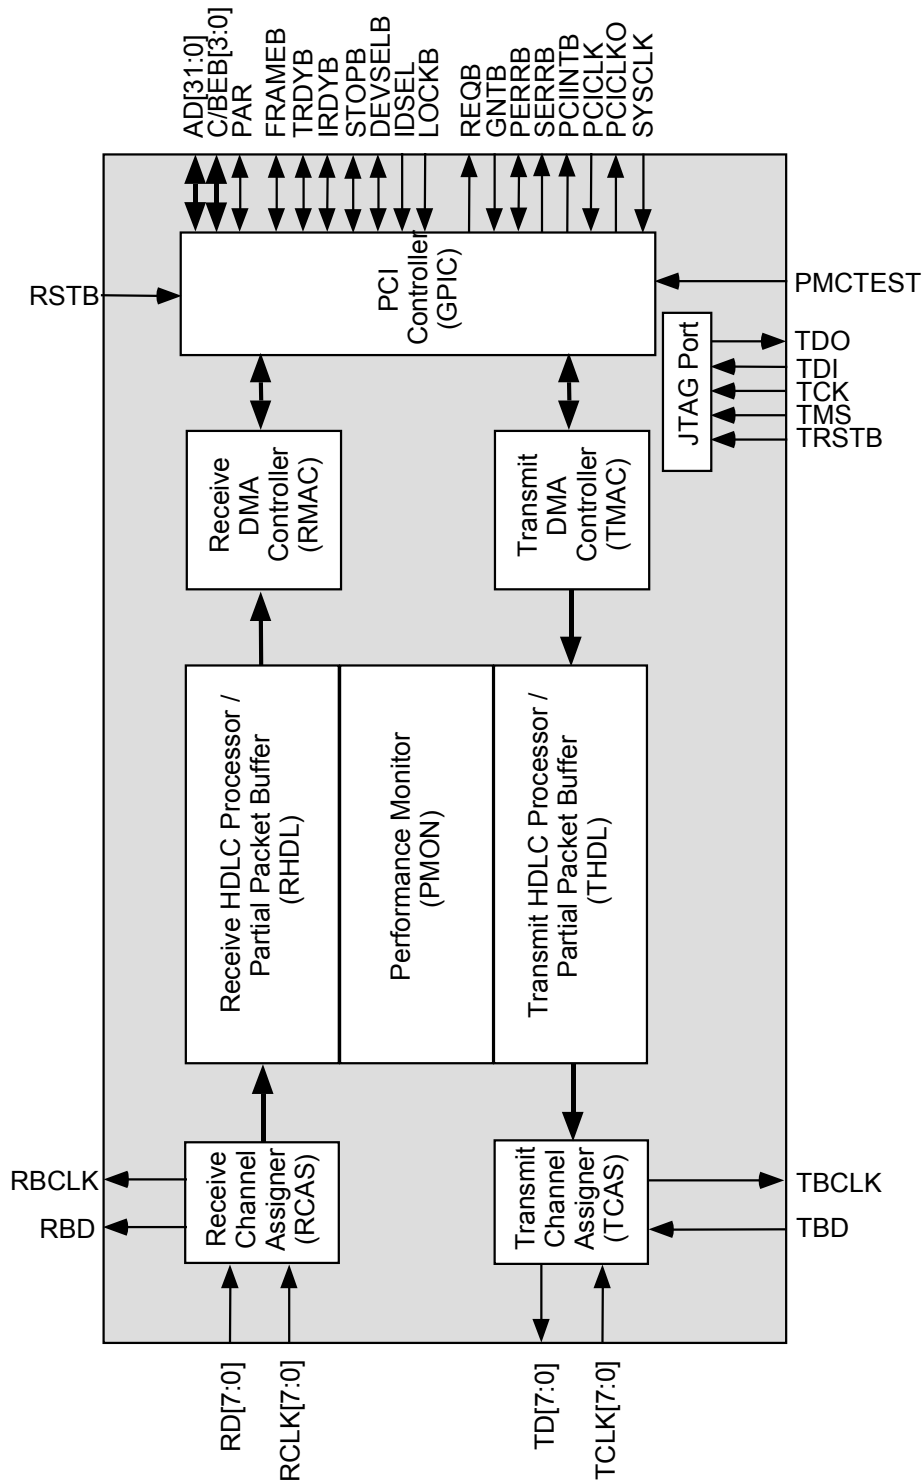 AD[31:0]
C/BEB[3:0]
PAR
FRAMEB
TRDYB
IRDYB
STOPB
DEVSELB
IDSEL
LOCKB
REQB
GNTB
PERRB
SERRB
PCIINTB
PCICLK
PCICLKO
SYSCLK
RSTB
PCI
Controller
(GPIC)
PMCTEST
JTAG Port
TDO
TDI
TCK
TMS
TRSTB
Receive
DMA
Controller
(RMAC)
Transmit
DMA
Controller
(TMAC)
Receive HDLC Processor /
Partial Packet Buffer
(RHDL)
Performance Monitor
(PMON)
Transmit HDLC Processor /
Partial Packet Buffer
(THDL)
RBCLK
RBD
Receive
Channel
Assigner
(RCAS)
Transmit
Channel
Assigner
(TCAS)
TBCLK
TBD
RD[7:0]
RCLK[7:0]
TD[7:0]
TCLK[7:0]